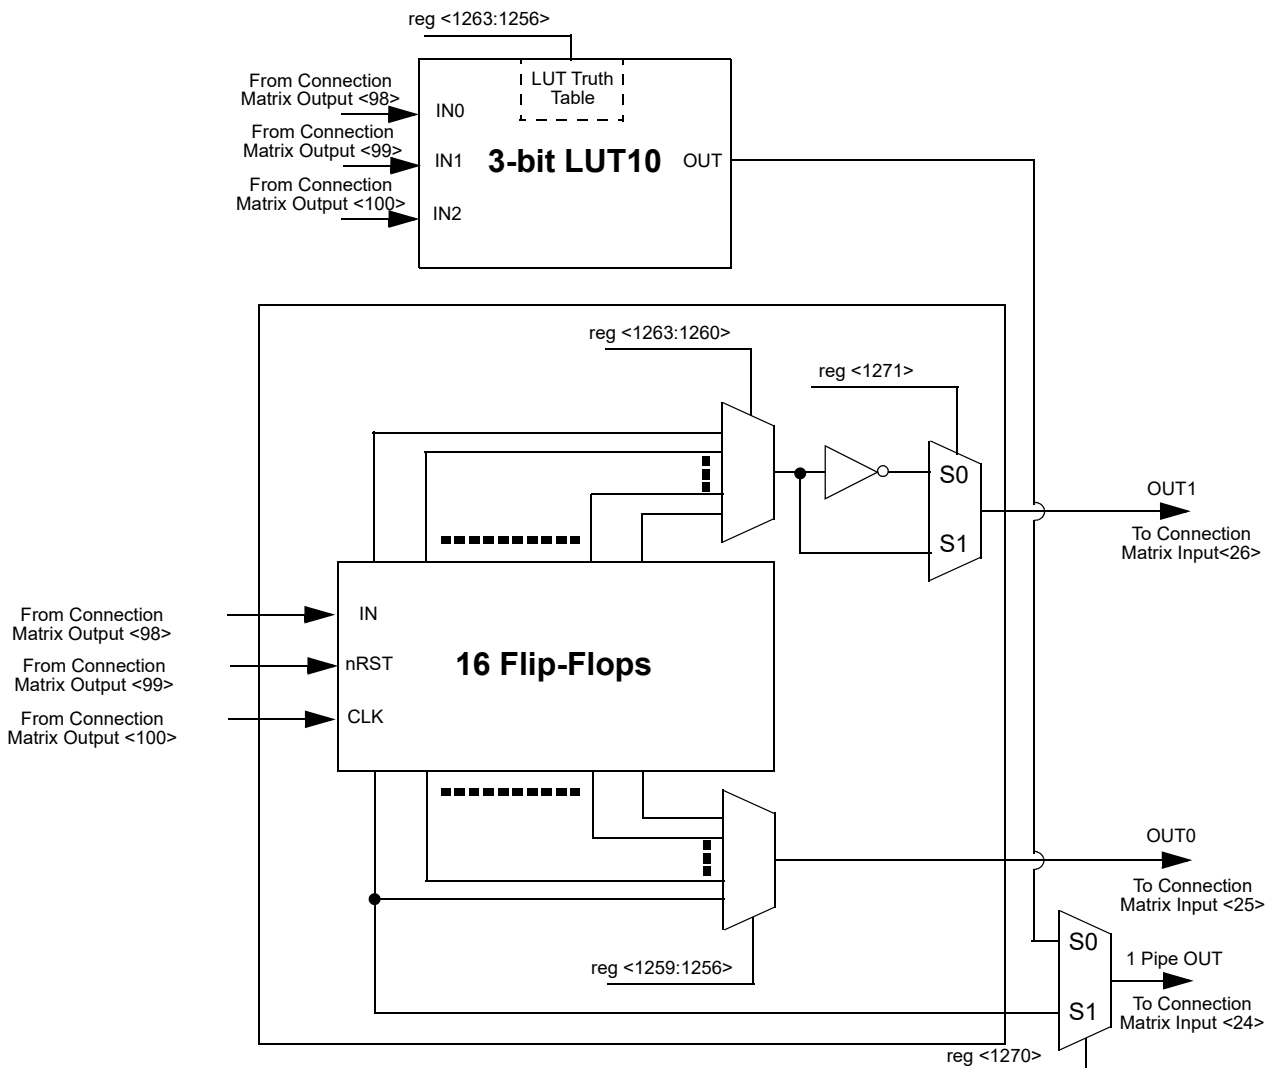 reg <1263:1256>
LUT Truth
Table
From Connection
Matrix Output <98>
IN0
From Connection
Matrix Output <99>
IN1
3-bit LUT10
OUT
From Connection
Matrix Output <100>
IN2
reg <1263:1260>
reg <1271>
S0
S1
OUT1
To Connection
Matrix Input<26>
From Connection
Matrix Output <98>
IN
From Connection
Matrix Output <99>
nRST
16 Flip-Flops
From Connection
Matrix Output <100>
CLK
OUT0
To Connection
Matrix Input <25>
reg <1259:1256>
S0
S1
1 Pipe OUT
To Connection
Matrix Input <24>
reg <1270>